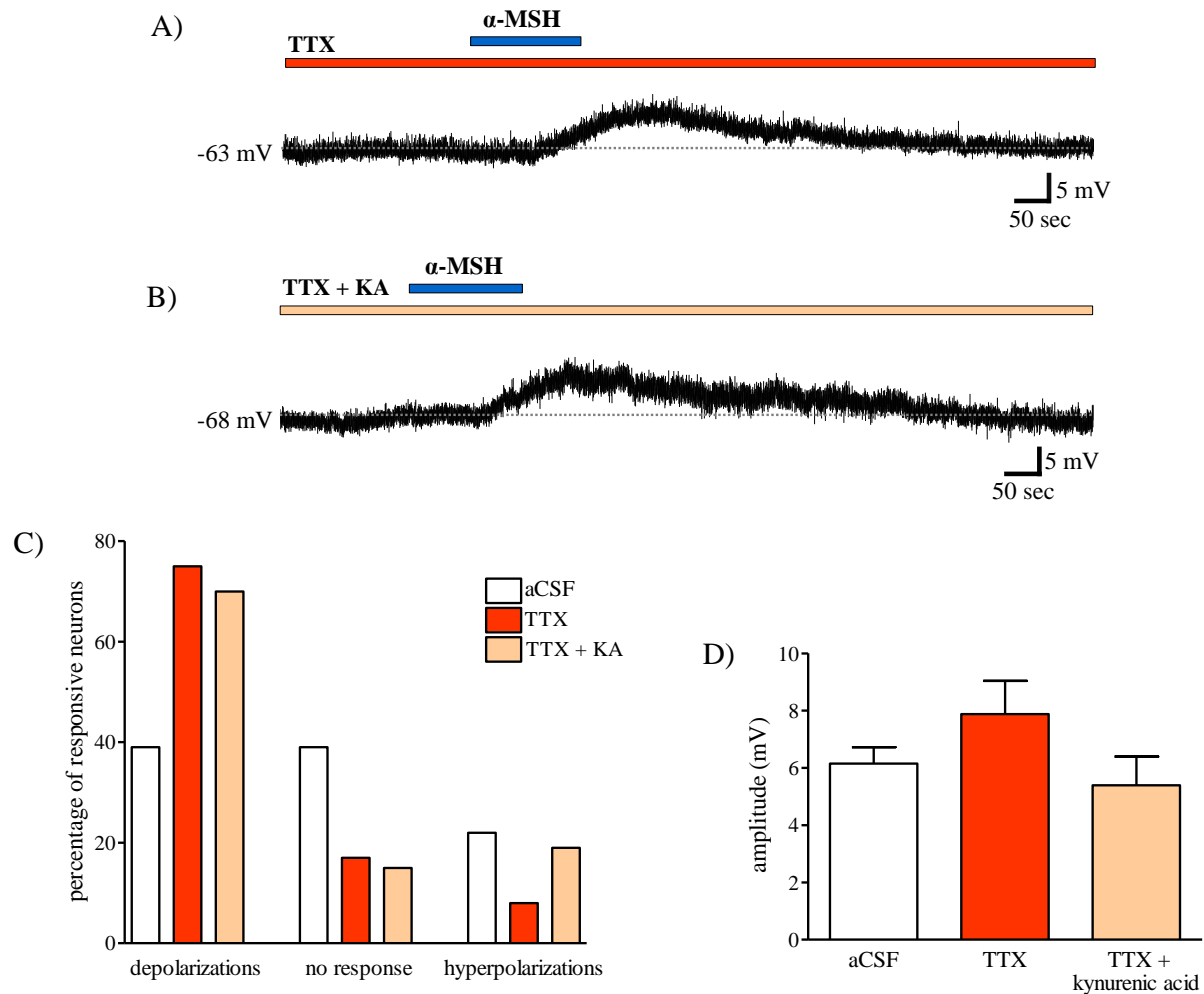 A)
α-MSH
TTX
-63 mV
5 mV
50 sec
B)
α-MSH
TTX + KA
-68 mV
5 mV
50 sec
C)
percentage of responsive neurons
80
60
40
20
0
aCSF
TTX
TTX + KA
depolarizations no response hyperpolarizations
D)
amplitude (mV)
10
8
6
4
2
0
aCSF TTX TTX +
kynurenic acid